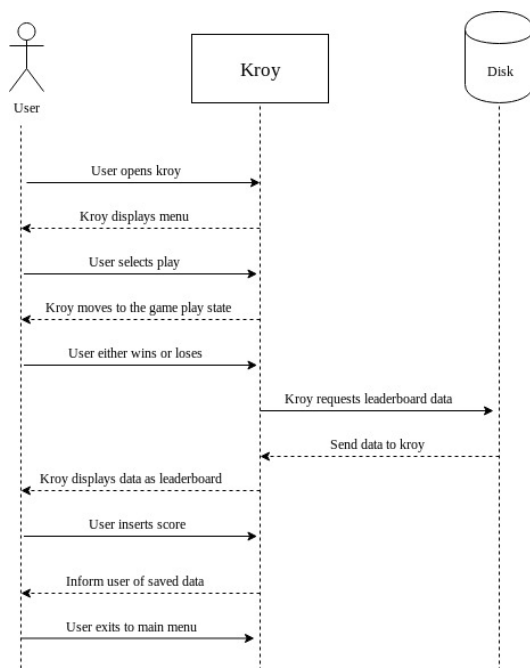 Kroy
Disk
User
User opens kroy
Kroy displays menu
User selects play
Kroy moves to the game play state
User either wins or loses
Kroy requests leaderboard data
Send data to kroy
Kroy displays data as leaderboard
User inserts score
Inform user of saved data
User exits to main menu